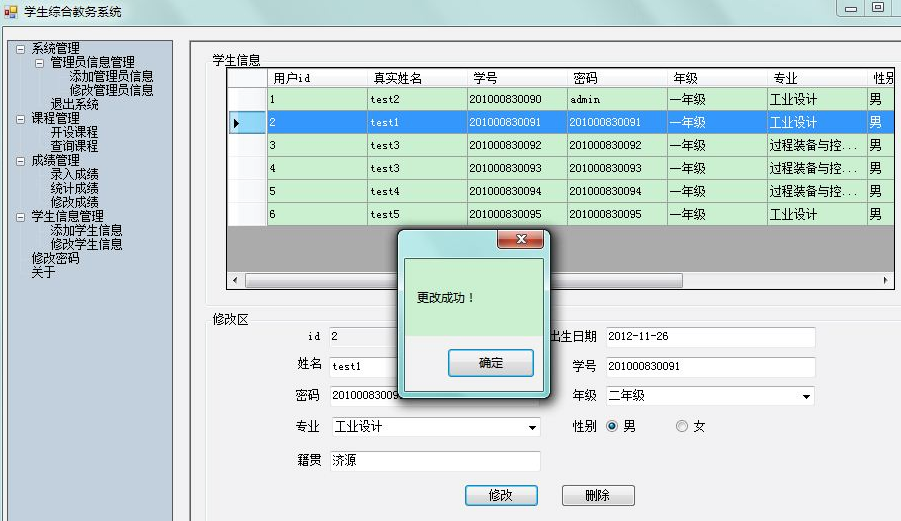 学生综合教务系统
系统管理
管理员信息管理
添加管理员信息
修改管理员信息
退出系统
课程管理
开设课程
查询课程
成绩管理
录入成绩
统计成绩
修改成绩
学生信息管理
添加学生信息
修改学生信息
修改密码
关于
学生信息
用户id 真实姓名 学号 密码 年级 专业 性别
1 test2 201000830090 admin 一年级 工业设计 男
2 test1 201000830091 201000830091 一年级 工业设计 男
3 test3 201000830092 201000830092 一年级 过程装备与控... 男
4 test3 201000830093 201000830093 一年级 过程装备与控... 男
5 test4 201000830094 201000830094 一年级 过程装备与控... 男
6 test5 201000830095 201000830095 一年级 工业设计 男
更改成功！
确定
修改区
id 2 出生日期 2012-11-26
姓名 test1 学号 201000830091
密码 20100083009 年级 二年级
专业 工业设计 性别 男 女
籍贯 济源
修改 删除